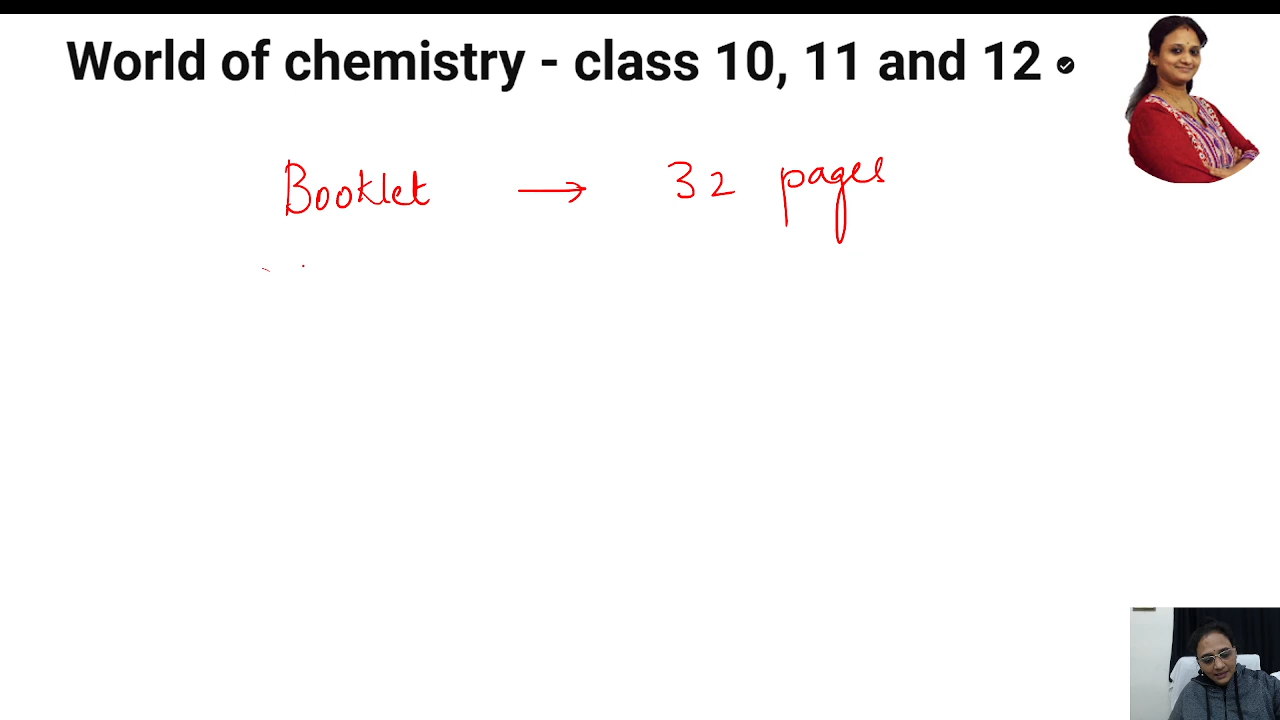 World of chemistry - class 10, 11 and 12
Booklet → 32 pages